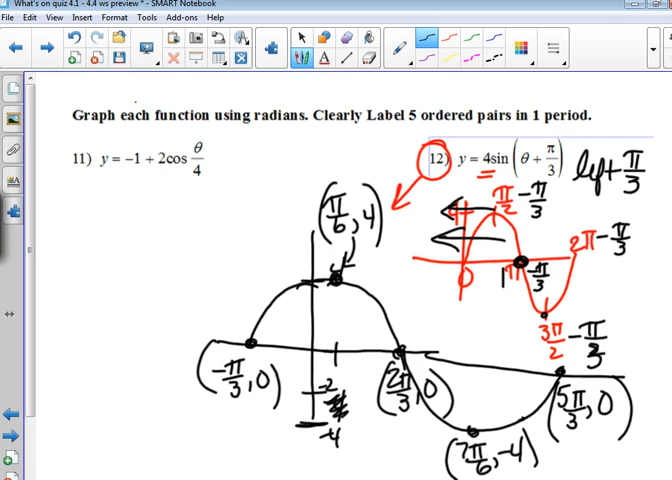 What's on quiz 4.1 - 4.4 ws preview * - SMART Notebook
File Edit View Insert Format Tools Add-ons Help
Graph each function using radians. Clearly Label 5 ordered pairs in 1 period.
11) y = −1 + 2cos θ/4
12) y = 4sin (θ + π/3)
left π/3
(π/6, 4)
4
π/2 − π/3
2π − π/3
0
π − π/3
3π/2 − π/3
(−π/3, 0)
−2
−4
(2π/3, 0)
(7π/6, −4)
(5π/3, 0)